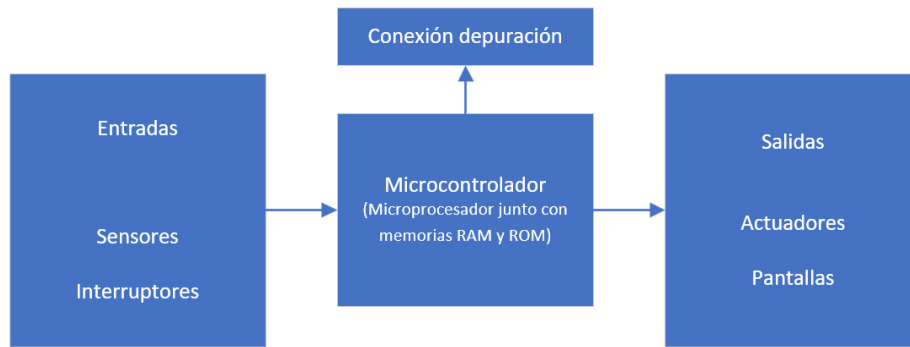 Conexión depuración
Entradas
Sensores
Interruptores
Microcontrolador
(Microprocesador junto con
memorias RAM y ROM)
Salidas
Actuadores
Pantallas